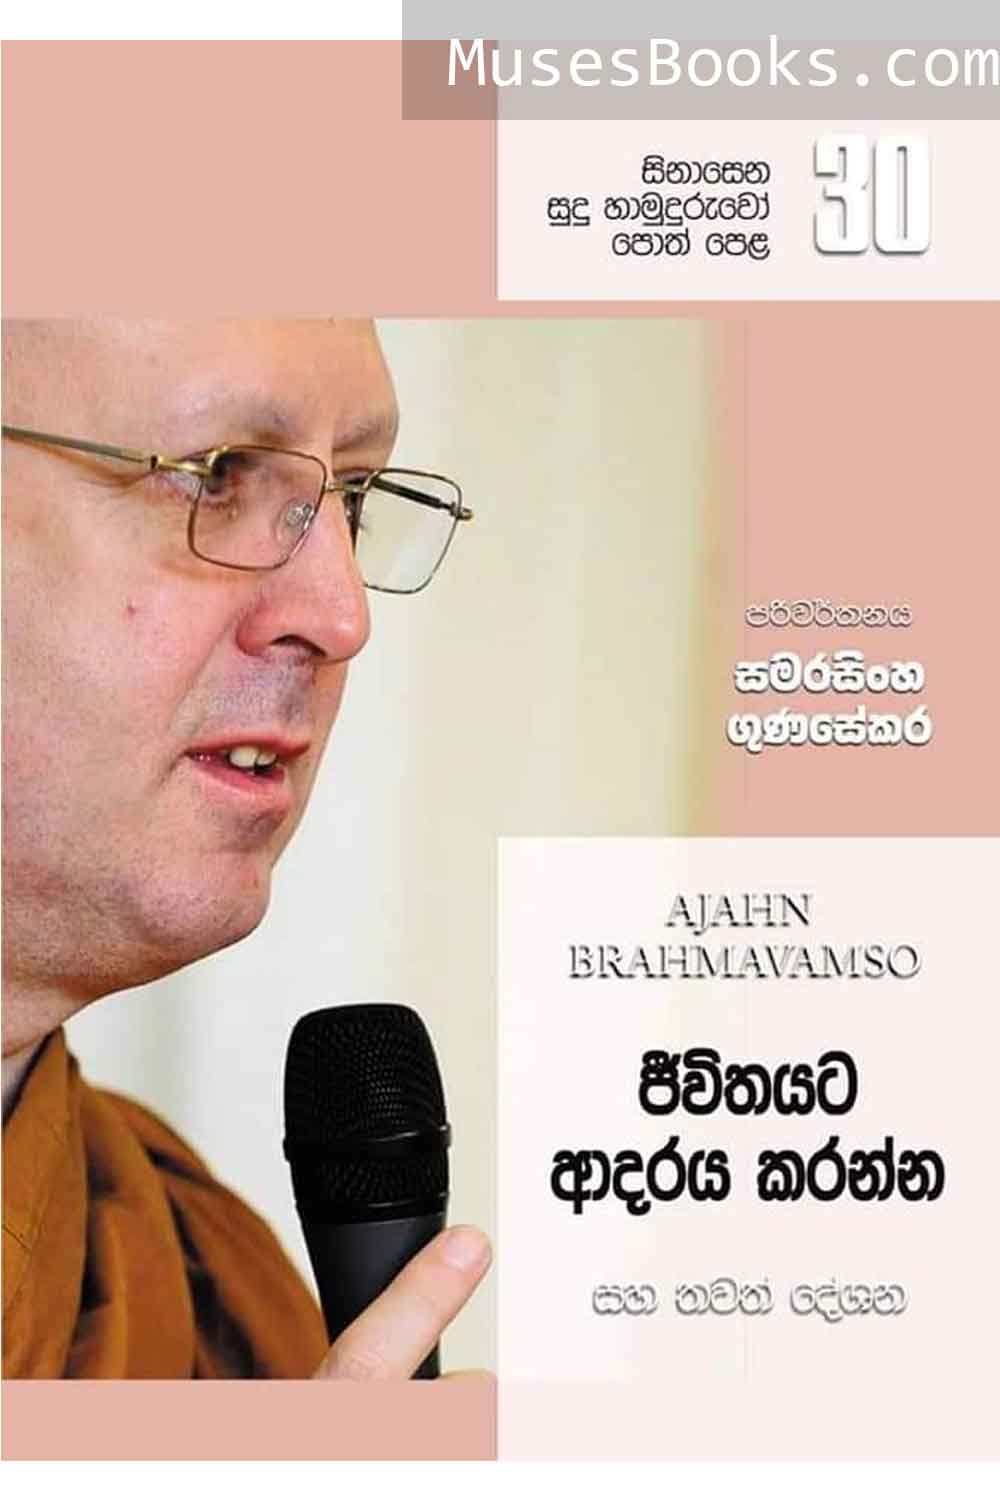 MusesBooks.com
සිනාසෙන
සුදු හාමුදුරුවෝ
පොත් පෙළ
30
පරිවර්තනය
සමරසිංහ
ගුණසේකර
AJAHN
BRAHMAVAMSO
ජීවිතයට
ආදරය කරන්න
සහ තවත් දේශන